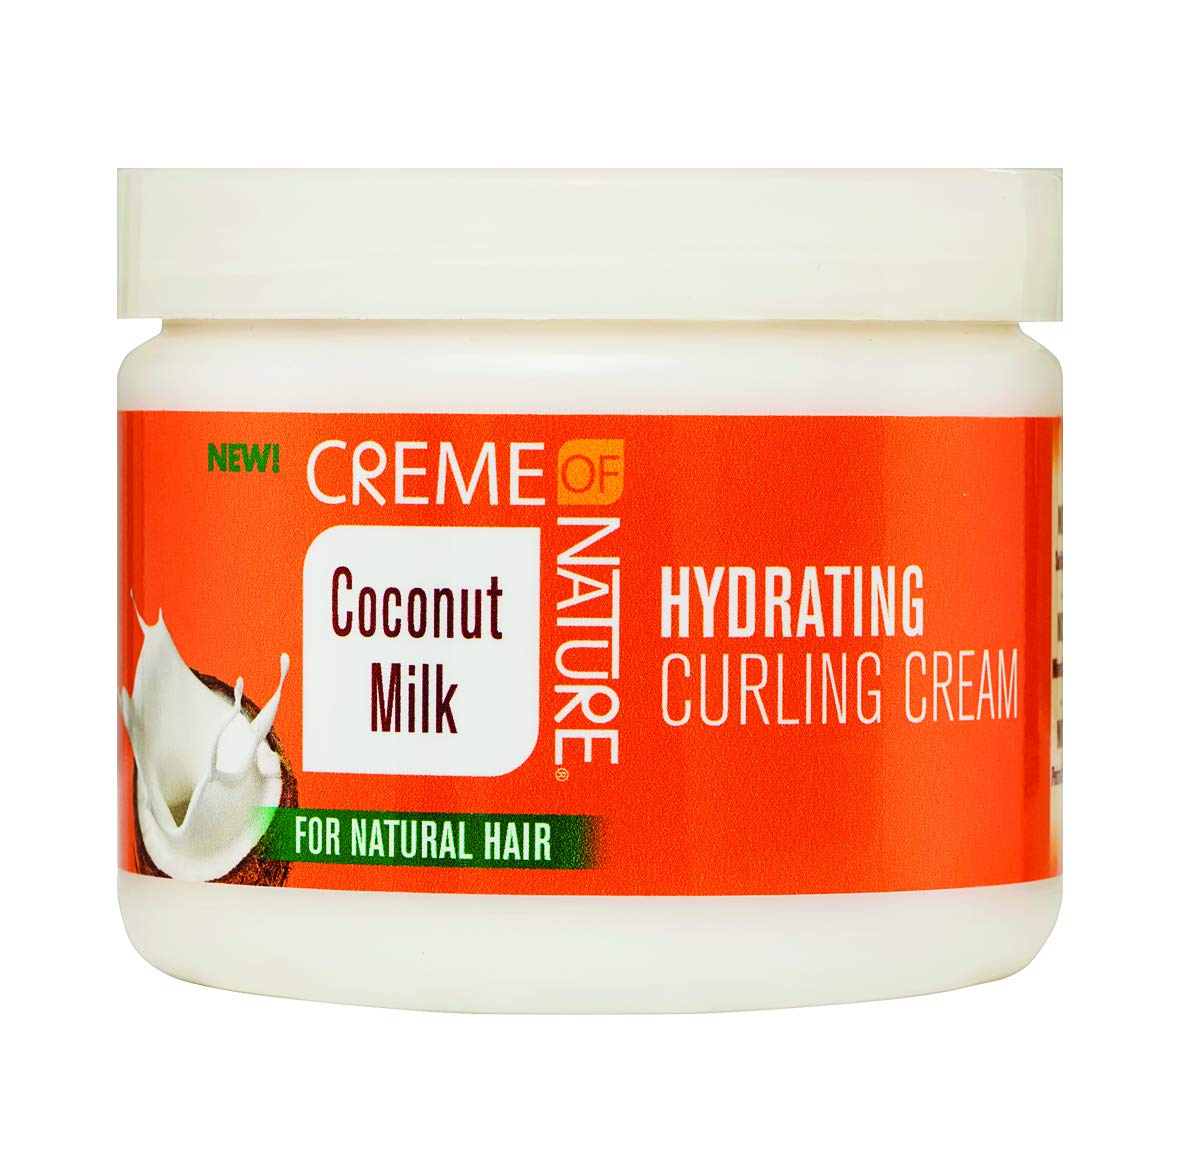 NEW!
CREME OF
NATURE®
Coconut
Milk
HYDRATING
CURLING CREAM
FOR NATURAL HAIR